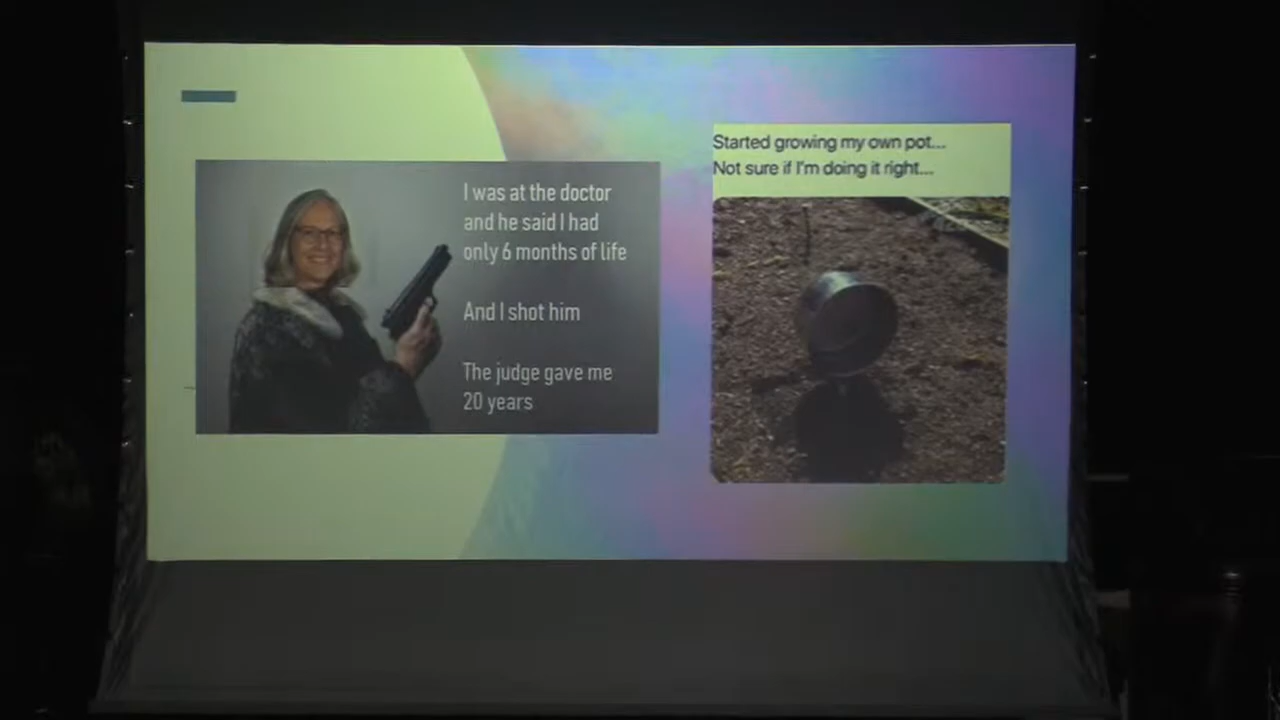 I was at the doctor
and he said I had
only 6 months of life
And I shot him
The judge gave me
20 years
Started growing my own pot...
Not sure if I'm doing it right...